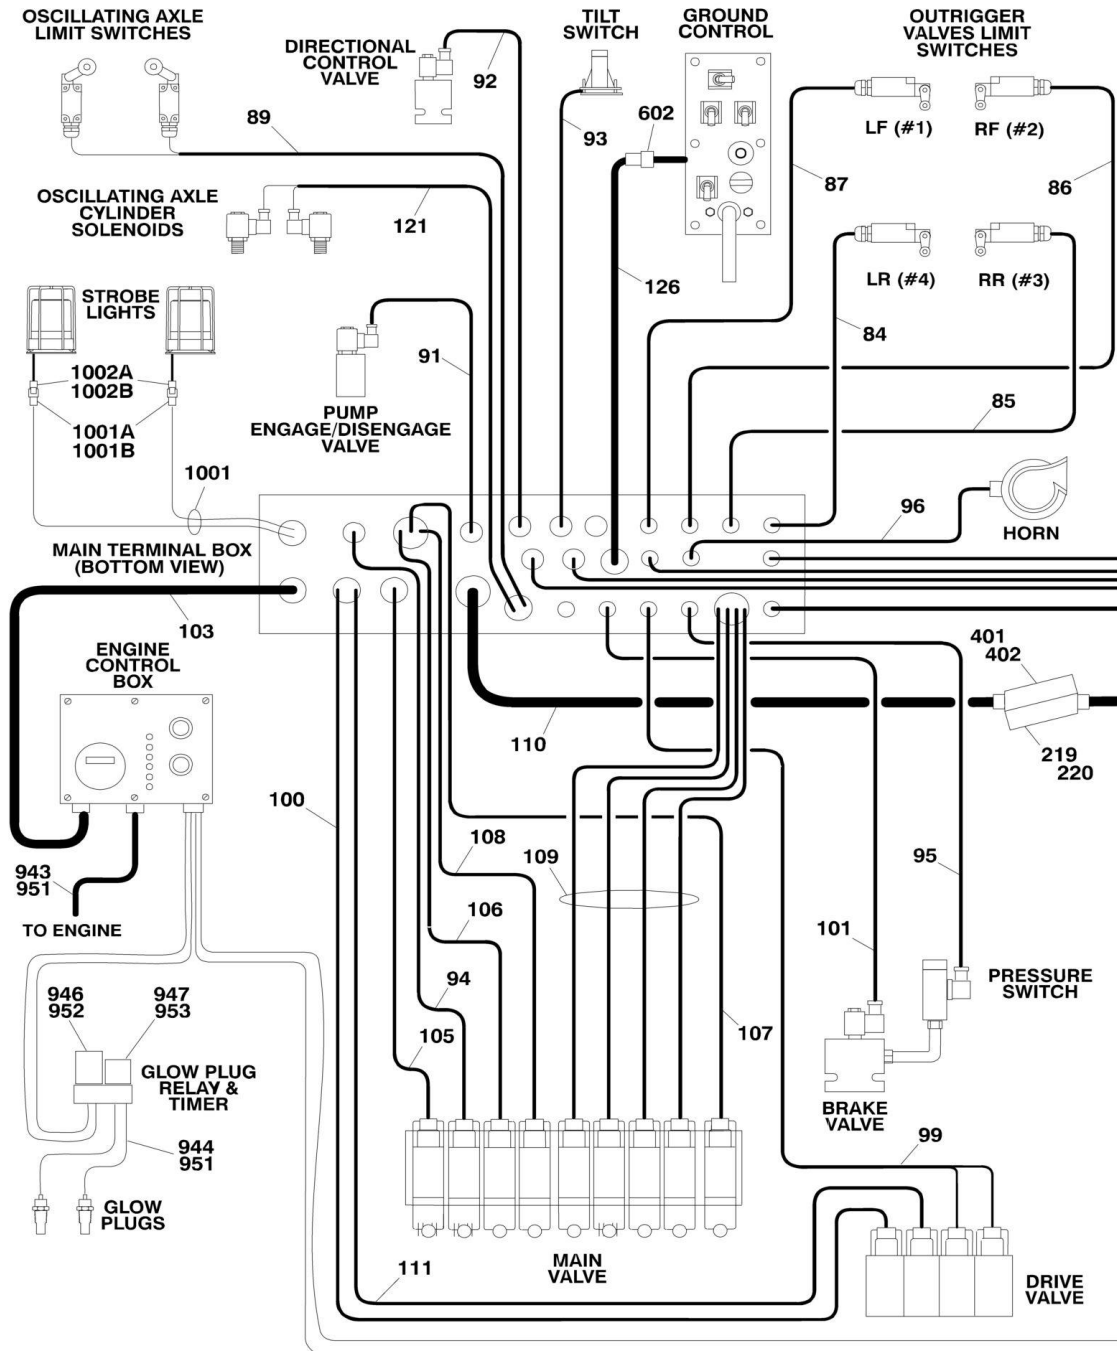 OSCILLATING AXLE
LIMIT SWITCHES
DIRECTIONAL
CONTROL
VALVE
92
TILT
SWITCH
GROUND
CONTROL
OUTRIGGER
VALVES LIMIT
SWITCHES
89
93
602
LF (#1)
RF (#2)
87
86
OSCILLATING AXLE
CYLINDER
SOLENOIDS
121
126
LR (#4)
RR (#3)
84
STROBE
LIGHTS
91
1002A
1002B
1001A
1001B
PUMP
ENGAGE/DISENGAGE
VALVE
85
1001
96
HORN
MAIN TERMINAL BOX
(BOTTOM VIEW)
103
ENGINE
CONTROL
BOX
401
402
110
219
220
100
108
109
95
943
951
TO ENGINE
106
101
94
PRESSURE
SWITCH
946
952
947
953
105
107
GLOW PLUG
RELAY &
TIMER
BRAKE
VALVE
944
951
99
GLOW
PLUGS
111
MAIN
VALVE
DRIVE
VALVE